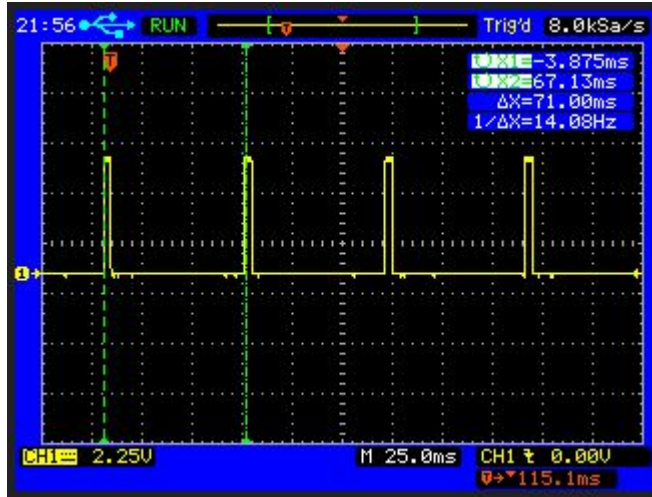 21:56 RUN T Trig'd 8.0kSa/s
T
X1=-3.875ms
X2=67.13ms
ΔX=71.00ms
1/ΔX=14.08Hz
1
CH1 2.25V M 25.0ms CH1 0.00V
T→▼115.1ms